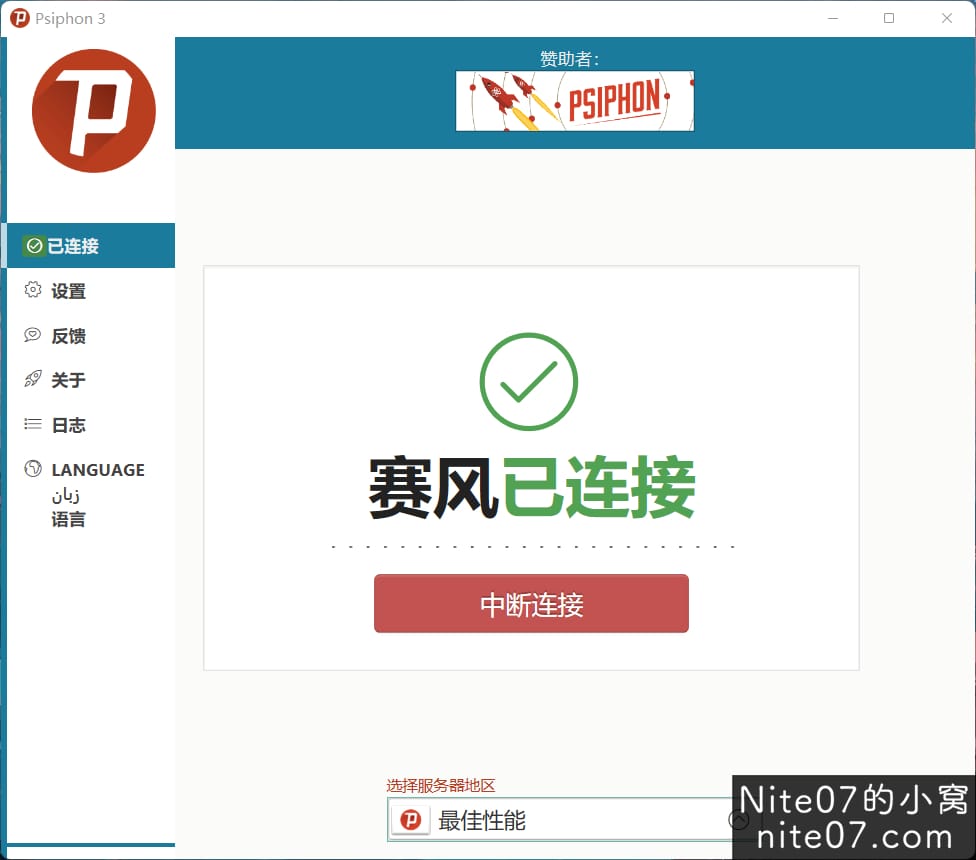 Psiphon 3
赞助者:
PSIPHON
已连接
设置
反馈
关于
日志
LANGUAGE
زبان
语言
赛风已连接
中断连接
选择服务器地区
最佳性能
Nite07的小窝
nite07.com